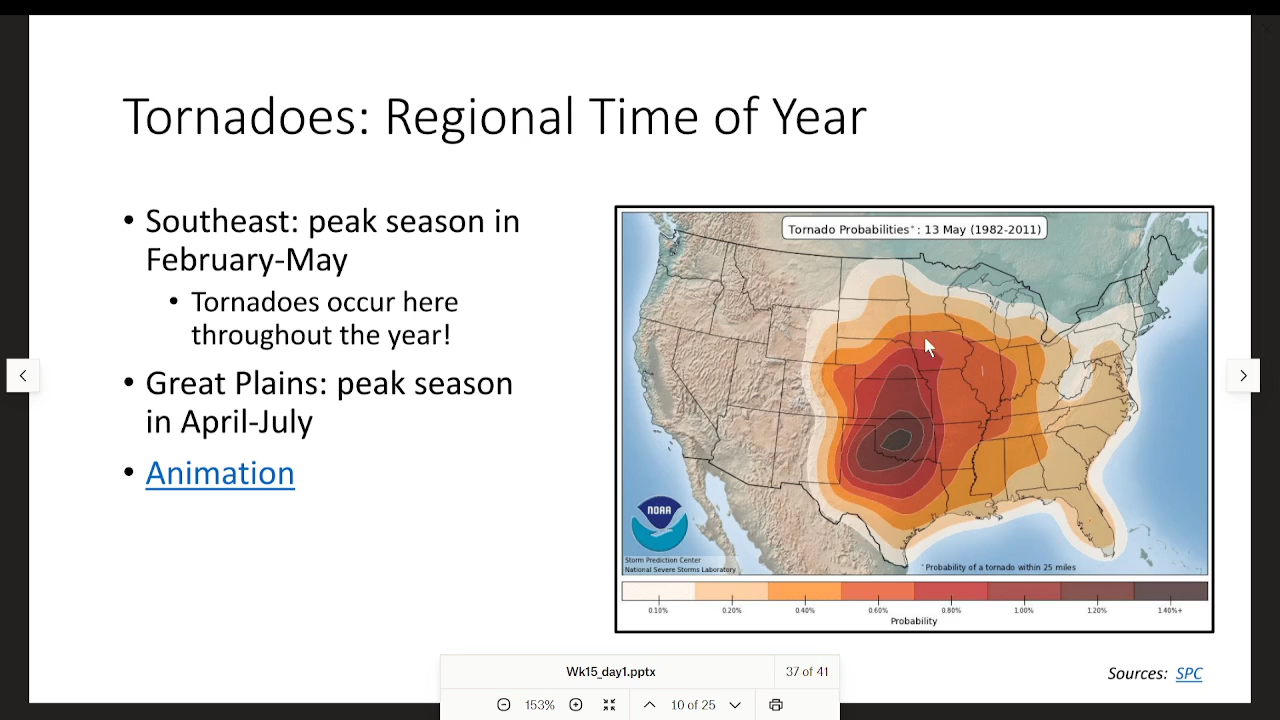 Tornadoes: Regional Time of Year
• Southeast: peak season in
February-May
• Tornadoes occur here
throughout the year!
• Great Plains: peak season
in April-July
• Animation
Tornado Probabilities*: 13 May (1982-2011)
NOAA
Storm Prediction Center
National Severe Storms Laboratory
*Probability of a tornado within 25 miles
0.10% 0.20% 0.40% 0.60% 0.80% 1.00% 1.20% 1.40%+
Probability
Sources: SPC
Wk15_day1.pptx 37 of 41
153% 10 of 25